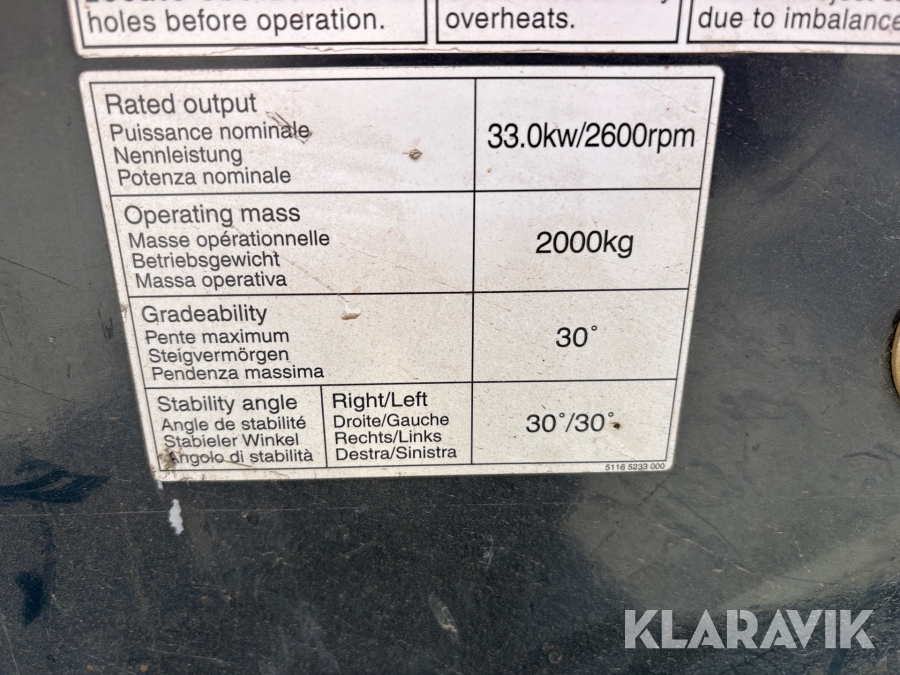 holes before operation.
overheats.
due to imbalance
Rated output
Puissance nominale
Nennleistung
Potenza nominale
33.0kw/2600rpm
Operating mass
Masse opérationnelle
Betriebsgewicht
Massa operativa
2000kg
Gradeability
Pente maximum
Steigvermörgen
Pendenza massima
30°
Stability angle
Angle de stabilité
Stabieler Winkel
Angolo di stabilità
Right/Left
Droite/Gauche
Rechts/Links
Destra/Sinistra
30°/30°
5116 5233 000
KLARAVIK